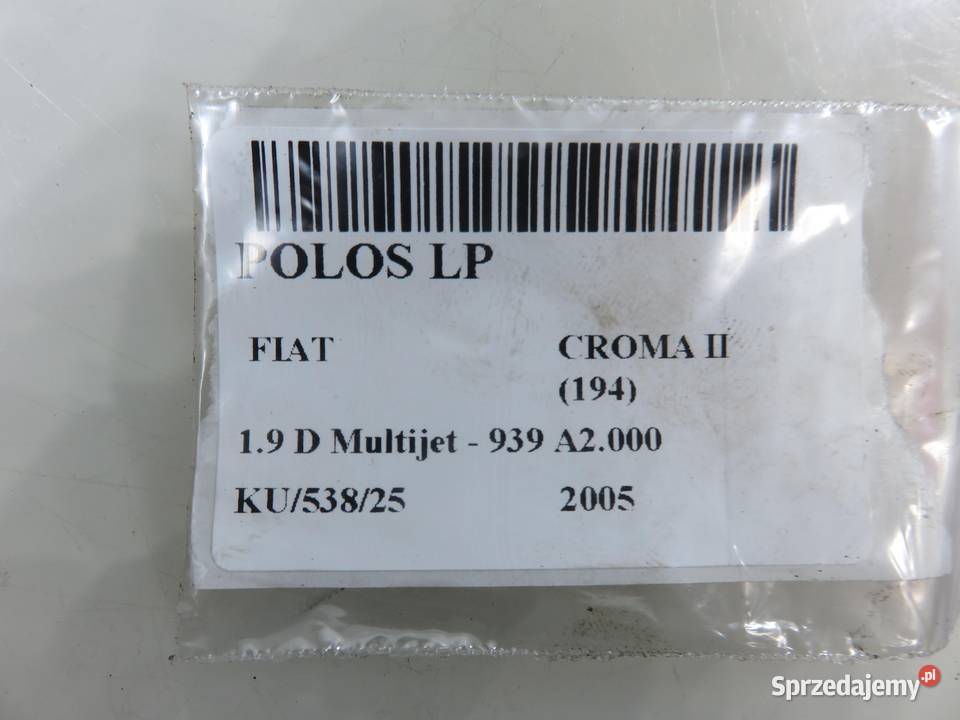 POLOS LP
FIAT CROMA II
(194)
1.9 D Multijet - 939 A2.000
KU/538/25 2005
Sprzedajemy.pl